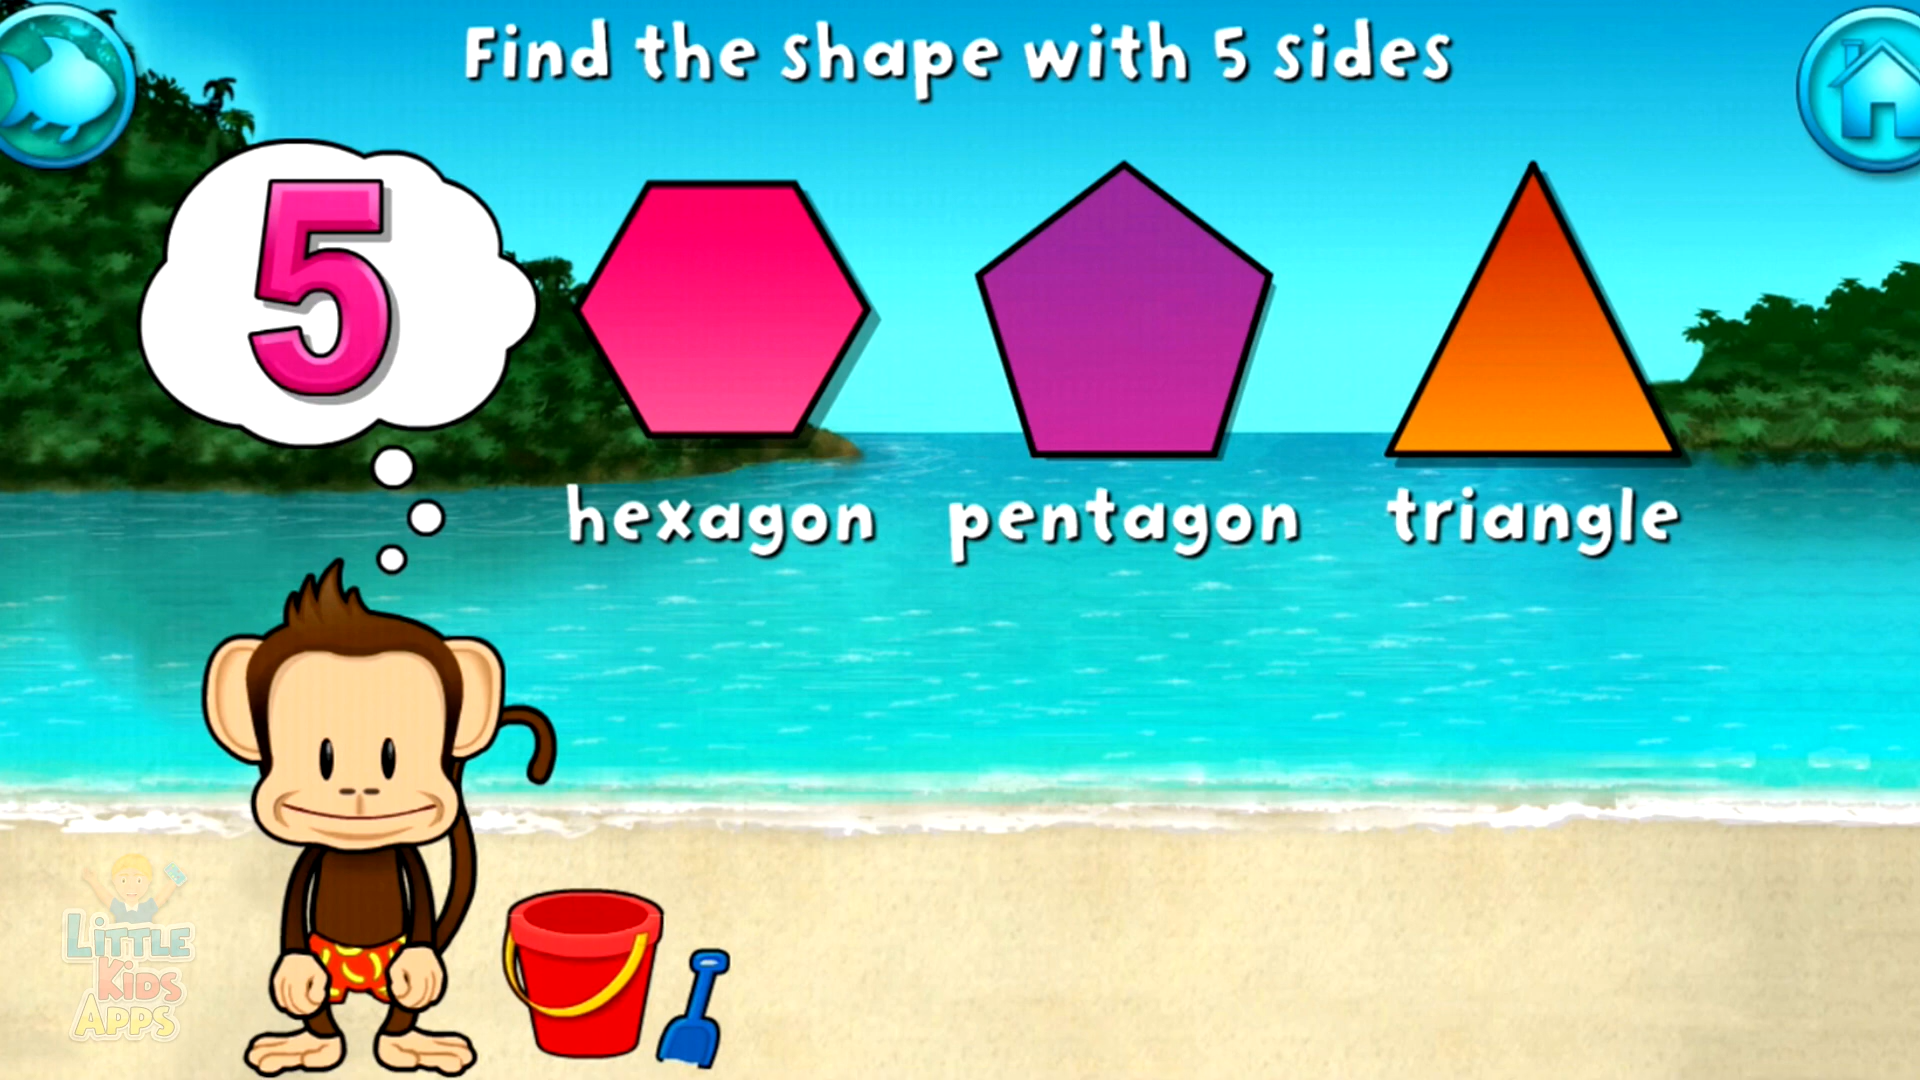 Find the shape with 5 sides
5
hexagon pentagon triangle
LITTLE
KIDS
APPS